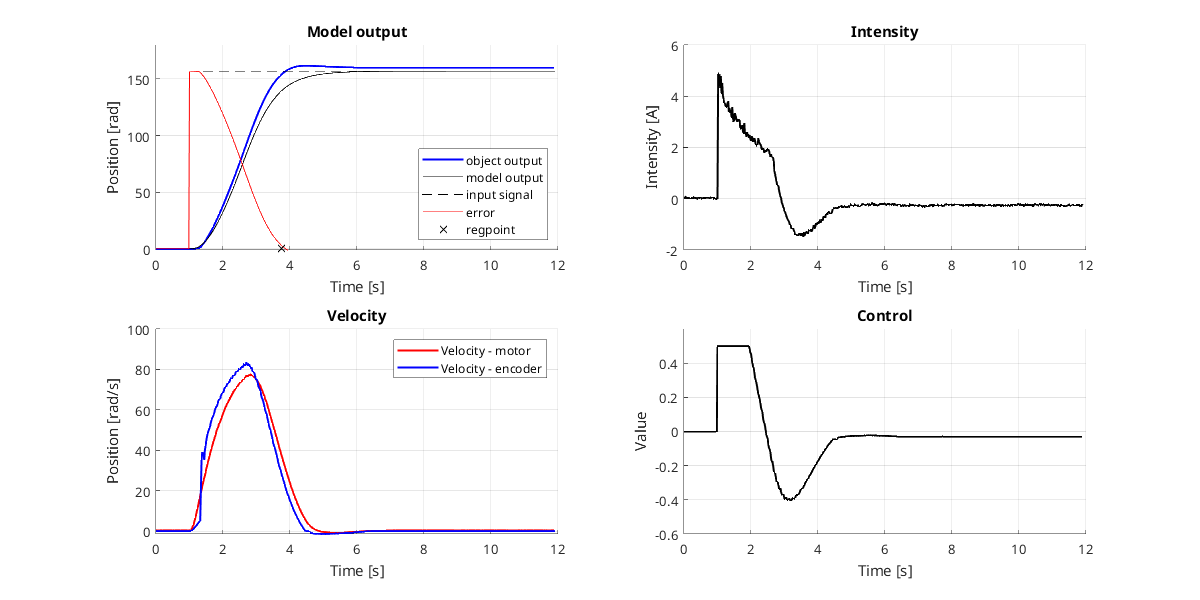 Model output
Position [rad]
150
100
50
0
0 2 4 6 8 10 12
Time [s]
object output
model output
input signal
error
regpoint
Intensity
Intensity [A]
6
4
2
0
-2
0 2 4 6 8 10 12
Time [s]
Velocity
Position [rad/s]
100
80
60
40
20
0
0 2 4 6 8 10 12
Time [s]
Velocity - motor
Velocity - encoder
Control
Value
0.4
0.2
0
-0.2
-0.4
-0.6
0 2 4 6 8 10 12
Time [s]